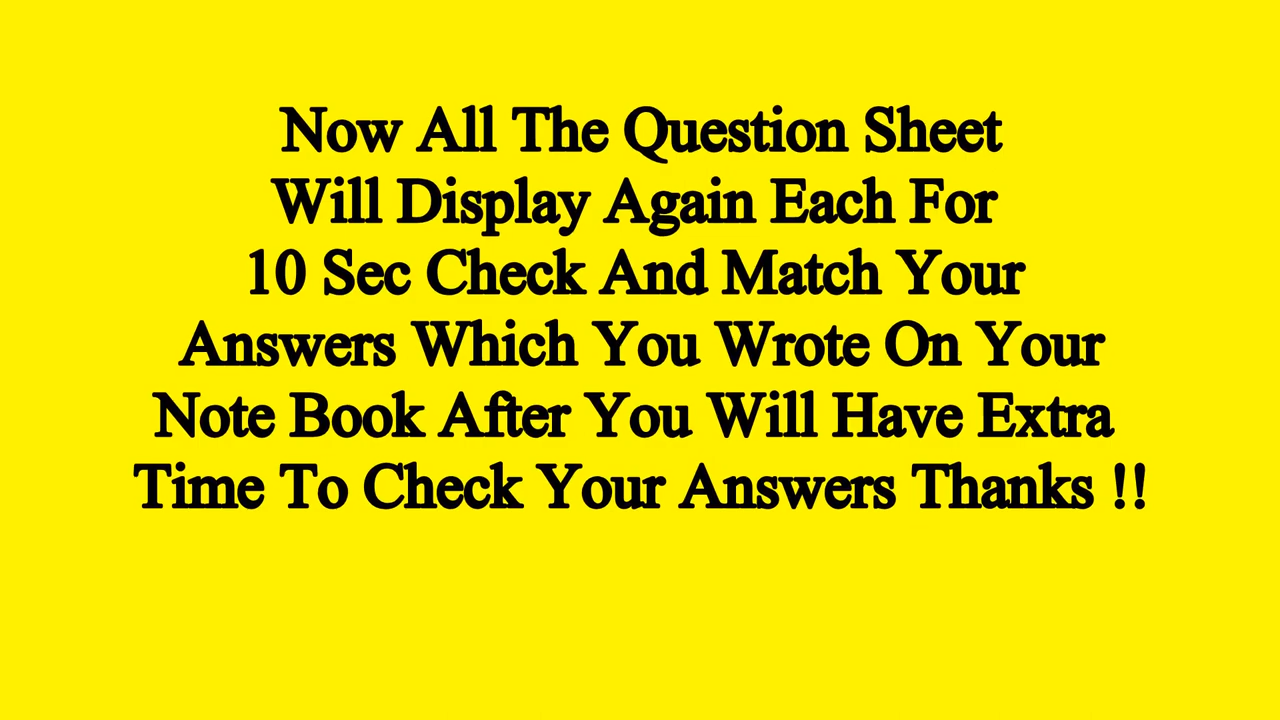 Now All The Question Sheet
Will Display Again Each For
10 Sec Check And Match Your
Answers Which You Wrote On Your
Note Book After You Will Have Extra
Time To Check Your Answers Thanks !!